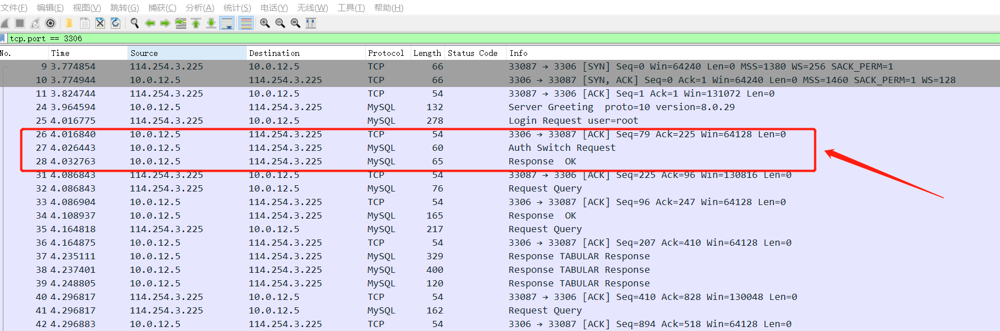 文件(F) 编辑(E) 视图(V) 跳转(G) 捕获(C) 分析(A) 统计(S) 电话(Y) 无线(W) 工具(T) 帮助(H)
tcp.port == 3306
No. Time Source Destination Protocol Length Status Code Info
9 3.774854 114.254.3.225 10.0.12.5 TCP 66 33087 → 3306 [SYN] Seq=0 Win=64240 Len=0 MSS=1380 WS=256 SACK_PERM=1
10 3.774944 10.0.12.5 114.254.3.225 TCP 66 3306 → 33087 [SYN, ACK] Seq=0 Ack=1 Win=64240 Len=0 MSS=1460 SACK_PERM=1 WS=128
11 3.824744 114.254.3.225 10.0.12.5 TCP 54 33087 → 3306 [ACK] Seq=1 Ack=1 Win=131072 Len=0
24 3.964594 10.0.12.5 114.254.3.225 MySQL 132 Server Greeting proto=10 version=8.0.29
25 4.016775 114.254.3.225 10.0.12.5 MySQL 278 Login Request user=root
26 4.016840 10.0.12.5 114.254.3.225 TCP 54 3306 → 33087 [ACK] Seq=79 Ack=225 Win=64128 Len=0
27 4.026443 10.0.12.5 114.254.3.225 MySQL 60 Auth Switch Request
28 4.032763 10.0.12.5 114.254.3.225 MySQL 65 Response OK
31 4.086843 114.254.3.225 10.0.12.5 TCP 54 33087 → 3306 [ACK] Seq=225 Ack=96 Win=130816 Len=0
32 4.086843 114.254.3.225 10.0.12.5 MySQL 76 Request Query
33 4.086904 10.0.12.5 114.254.3.225 TCP 54 3306 → 33087 [ACK] Seq=96 Ack=247 Win=64128 Len=0
34 4.108937 10.0.12.5 114.254.3.225 MySQL 165 Response OK
35 4.164818 114.254.3.225 10.0.12.5 MySQL 217 Request Query
36 4.164875 10.0.12.5 114.254.3.225 TCP 54 3306 → 33087 [ACK] Seq=207 Ack=410 Win=64128 Len=0
37 4.235111 10.0.12.5 114.254.3.225 MySQL 329 Response TABULAR Response
38 4.237401 10.0.12.5 114.254.3.225 MySQL 400 Response TABULAR Response
39 4.248805 10.0.12.5 114.254.3.225 MySQL 120 Response TABULAR Response
40 4.296817 114.254.3.225 10.0.12.5 TCP 54 33087 → 3306 [ACK] Seq=410 Ack=828 Win=130048 Len=0
41 4.296817 114.254.3.225 10.0.12.5 MySQL 162 Request Query
42 4.296883 10.0.12.5 114.254.3.225 TCP 54 3306 → 33087 [ACK] Seq=894 Ack=518 Win=64128 Len=0